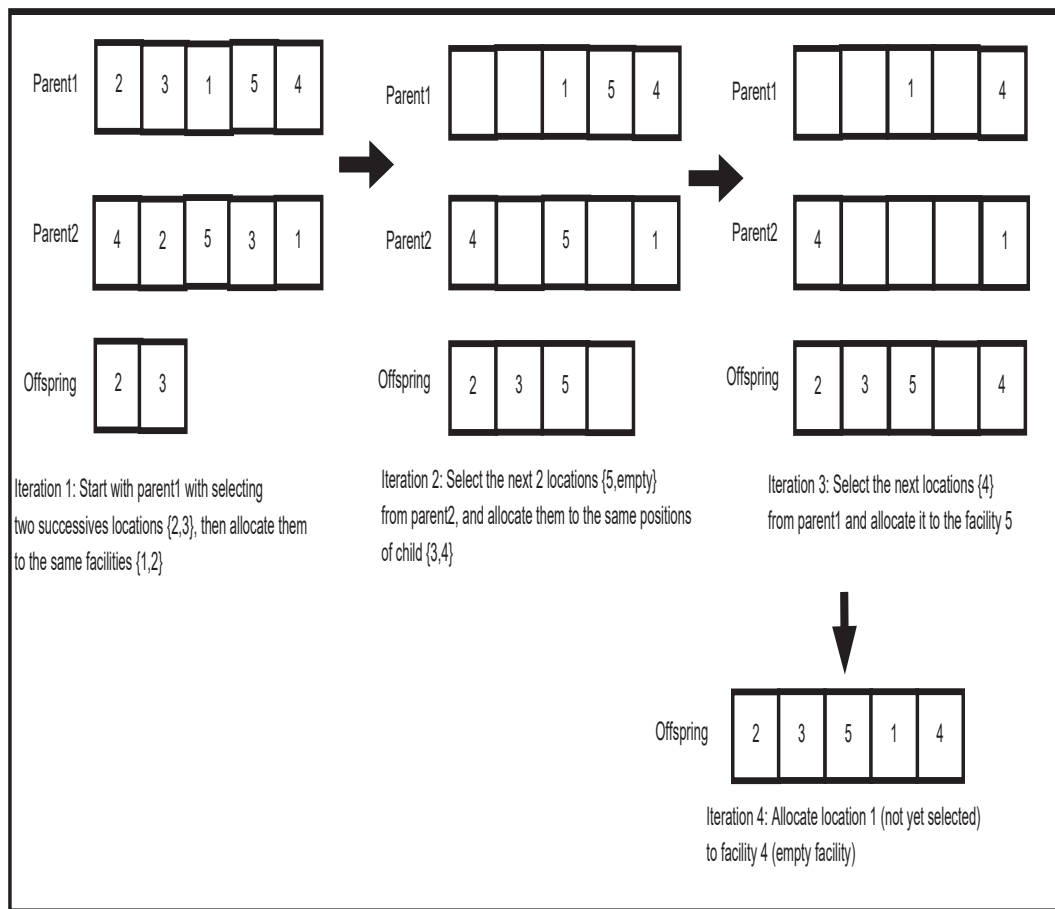 Parent1 2 3 1 5 4
Parent2 4 2 5 3 1
Offspring 2 3
Iteration 1: Start with parent1 with selecting
two successives locations {2,3}, then allocate them
to the same facilities {1,2}
Parent1 1 5 4
Parent2 4 5 1
Offspring 2 3 5
Iteration 2: Select the next 2 locations {5,empty}
from parent2, and allocate them to the same positions
of child {3,4}
Parent1 1 4
Parent2 4 1
Offspring 2 3 5 4
Iteration 3: Select the next locations {4}
from parent1 and allocate it to the facility 5
Offspring 2 3 5 1 4
Iteration 4: Allocate location 1 (not yet selected)
to facility 4 (empty facility)